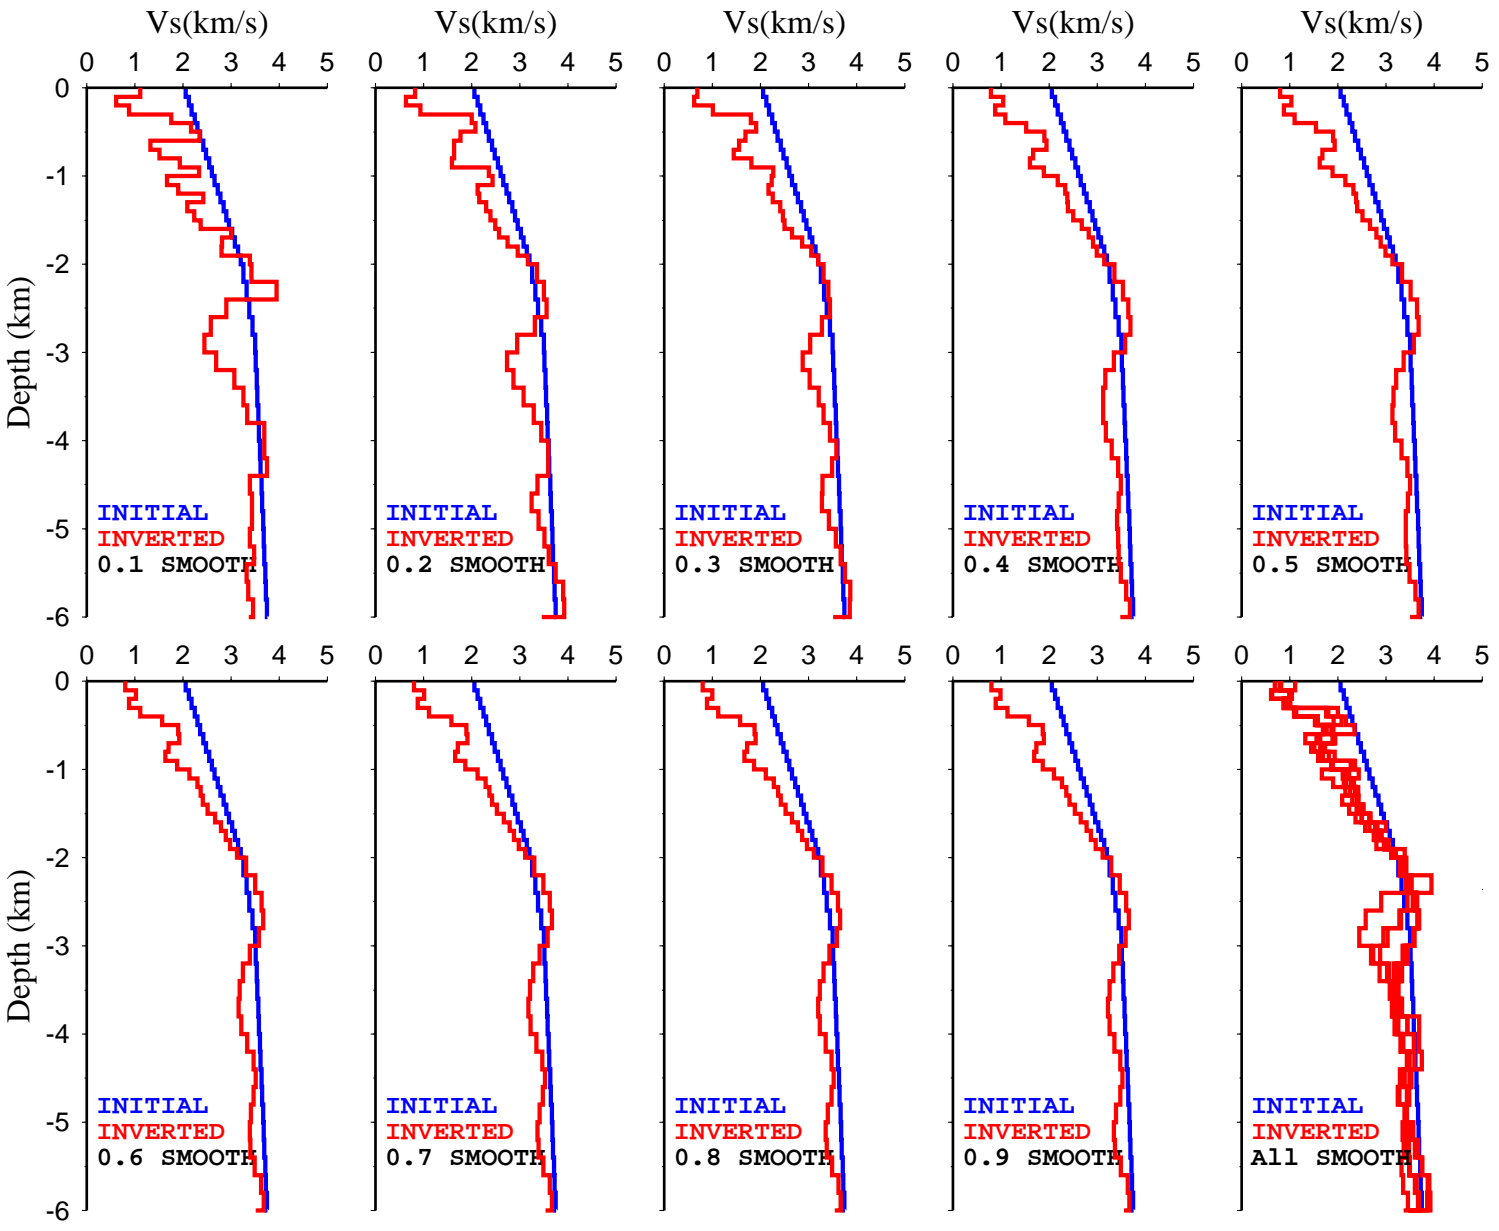 Vs(km/s) Vs(km/s) Vs(km/s) Vs(km/s) Vs(km/s)
0 1 2 3 4 5 0 1 2 3 4 5 0 1 2 3 4 5 0 1 2 3 4 5 0 1 2 3 4 5
0
-1
-2
Depth (km)
-3
-4
-5
-6
INITIAL INITIAL INITIAL INITIAL INITIAL
INVERTED INVERTED INVERTED INVERTED INVERTED
0.1 SMOOTH 0.2 SMOOTH 0.3 SMOOTH 0.4 SMOOTH 0.5 SMOOTH
0 1 2 3 4 5 0 1 2 3 4 5 0 1 2 3 4 5 0 1 2 3 4 5 0 1 2 3 4 5
0
-1
-2
Depth (km)
-3
-4
-5
-6
INITIAL INITIAL INITIAL INITIAL INITIAL
INVERTED INVERTED INVERTED INVERTED INVERTED
0.6 SMOOTH 0.7 SMOOTH 0.8 SMOOTH 0.9 SMOOTH All SMOOTH